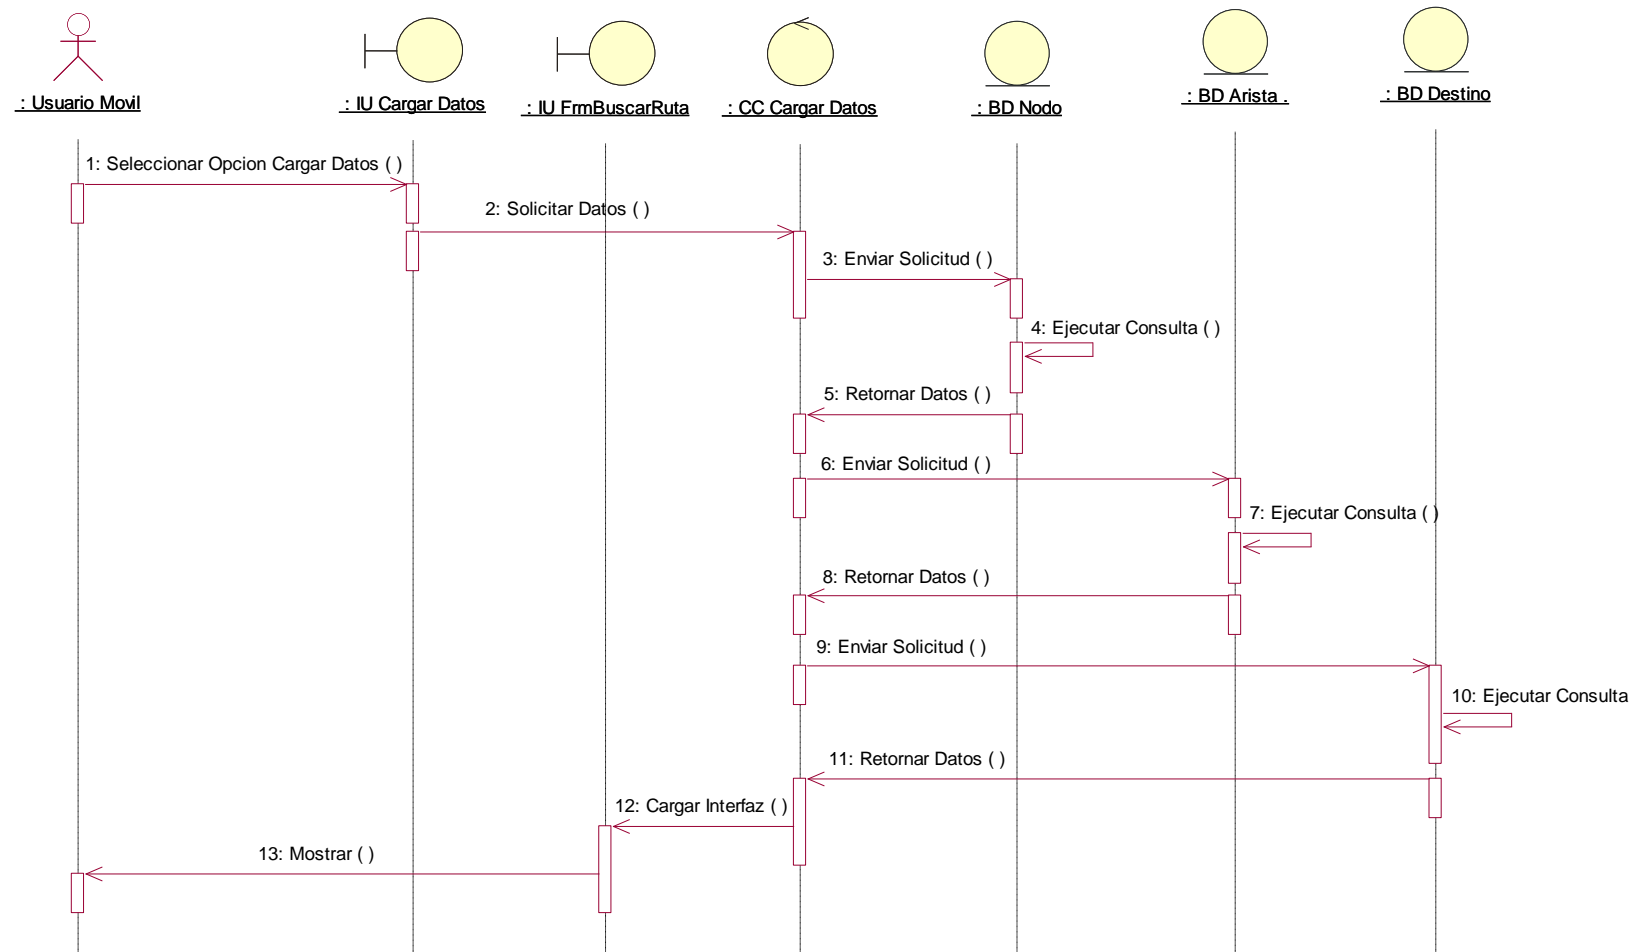 : Usuario Movil
: IU Cargar Datos
: IU FrmBuscarRuta
: CC Cargar Datos
: BD Nodo
: BD Arista .
: BD Destino
1: Seleccionar Opcion Cargar Datos ( )
2: Solicitar Datos ( )
3: Enviar Solicitud ( )
4: Ejecutar Consulta ( )
5: Retornar Datos ( )
6: Enviar Solicitud ( )
7: Ejecutar Consulta ( )
8: Retornar Datos ( )
9: Enviar Solicitud ( )
10: Ejecutar Consulta
11: Retornar Datos ( )
12: Cargar Interfaz ( )
13: Mostrar ( )